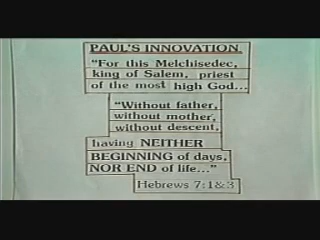 PAUL'S INNOVATION
"For this Melchisedec,
king of Salem, priest
of the most high God...
"Without father,
without mother,
without descent,
having NEITHER
BEGINNING of days,
NOR END of life..."
Hebrews 7:1&3